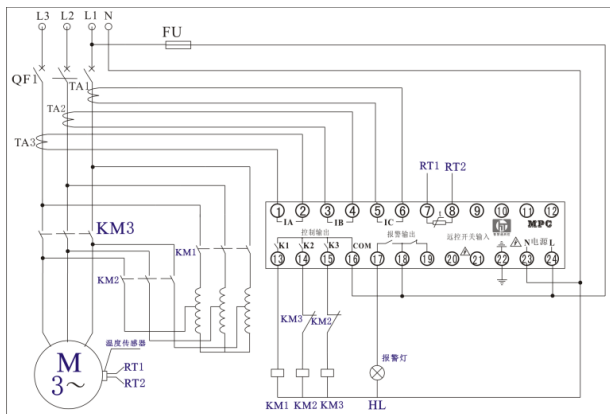 L3 L2 L1 N
FU
QF1
TA1
TA2
TA3
RT1 RT2
1 2 3 4 5 6 7 8 9 10 11 12
IA IB IC t MPC
KM3
控制输出 报警输出 远控开关输入 N 电源 L
K1 K2 K3 COM
KM1
13 14 15 16 17 18 19 20 21 22 23 24
KM2
KM3 KM2
温度传感器
M
3～
RT1
RT2
报警灯
KM1 KM2 KM3 HL